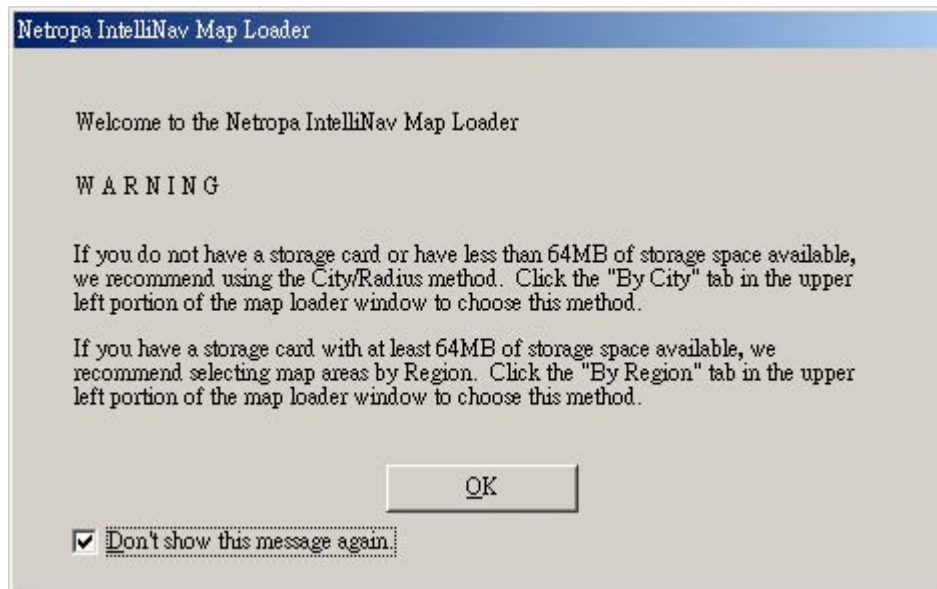 Netropa IntelliNav Map Loader
Welcome to the Netropa IntelliNav Map Loader
W A R N I N G
If you do not have a storage card or have less than 64MB of storage space available,
we recommend using the City/Radius method.  Click the "By City" tab in the upper
left portion of the map loader window to choose this method.
If you have a storage card with at least 64MB of storage space available, we
recommend selecting map areas by Region.  Click the "By Region" tab in the upper
left portion of the map loader window to choose this method.
OK
Don't show this message again.